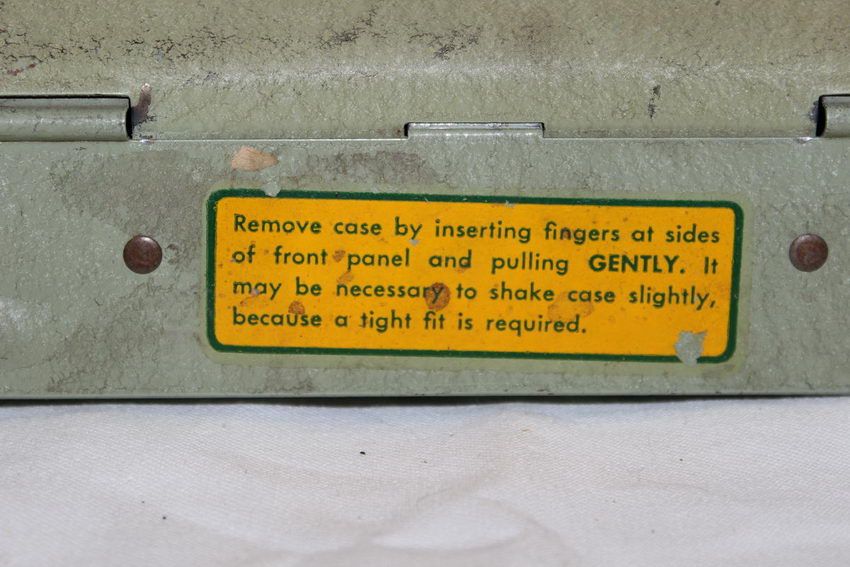 Remove case by inserting fingers at sides
of front panel and pulling GENTLY. It
may be necessary to shake case slightly,
because a tight fit is required.